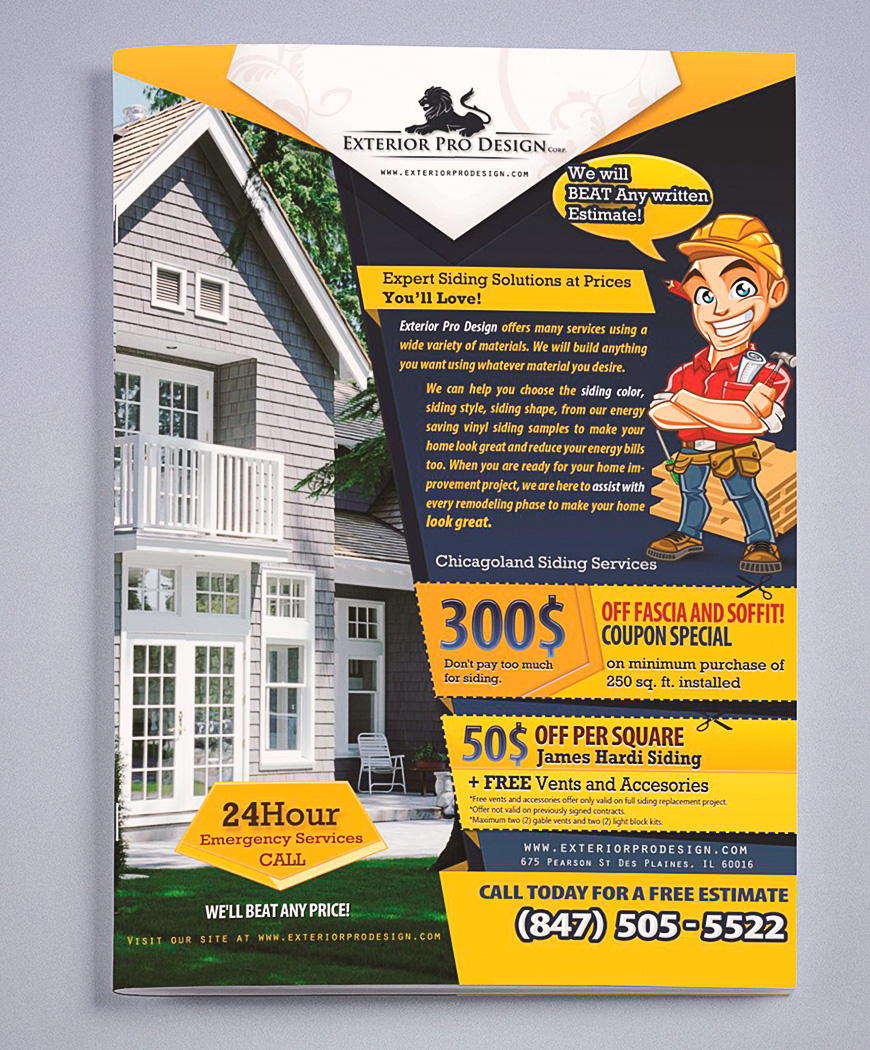 EXTERIOR PRO DESIGN CORP.
WWW.EXTERIORPRODESIGN.COM
We will
BEAT Any written
Estimate!
Expert Siding Solutions at Prices
You'll Love!
Exterior Pro Design offers many services using a
wide variety of materials. We will build anything
you want using whatever material you desire.
We can help you choose the siding color,
siding style, siding shape, from our energy
saving vinyl siding samples to make your
home look great and reduce your energy bills
too. When you are ready for your home im-
provement project, we are here to assist with
every remodeling phase to make your home
look great.
Chicagoland Siding Services
300$
Don't pay too much
for siding.
OFF FASCIA AND SOFFIT!
COUPON SPECIAL
on minimum purchase of
250 sq. ft. installed
50$ OFF PER SQUARE
James Hardi Siding
+ FREE Vents and Accesories
*Free vents and accessories offer only valid on full siding replacement project.
*Offer not valid on previously signed contracts.
*Maximum two (2) gable vents and two (2) light block kits.
WWW.EXTERIORPRODESIGN.COM
675 PEARSON ST DES PLAINES, IL 60016
CALL TODAY FOR A FREE ESTIMATE
(847) 505-5522
24Hour
Emergency Services
CALL
WE'LL BEAT ANY PRICE!
VISIT OUR SITE AT WWW.EXTERIORPRODESIGN.COM